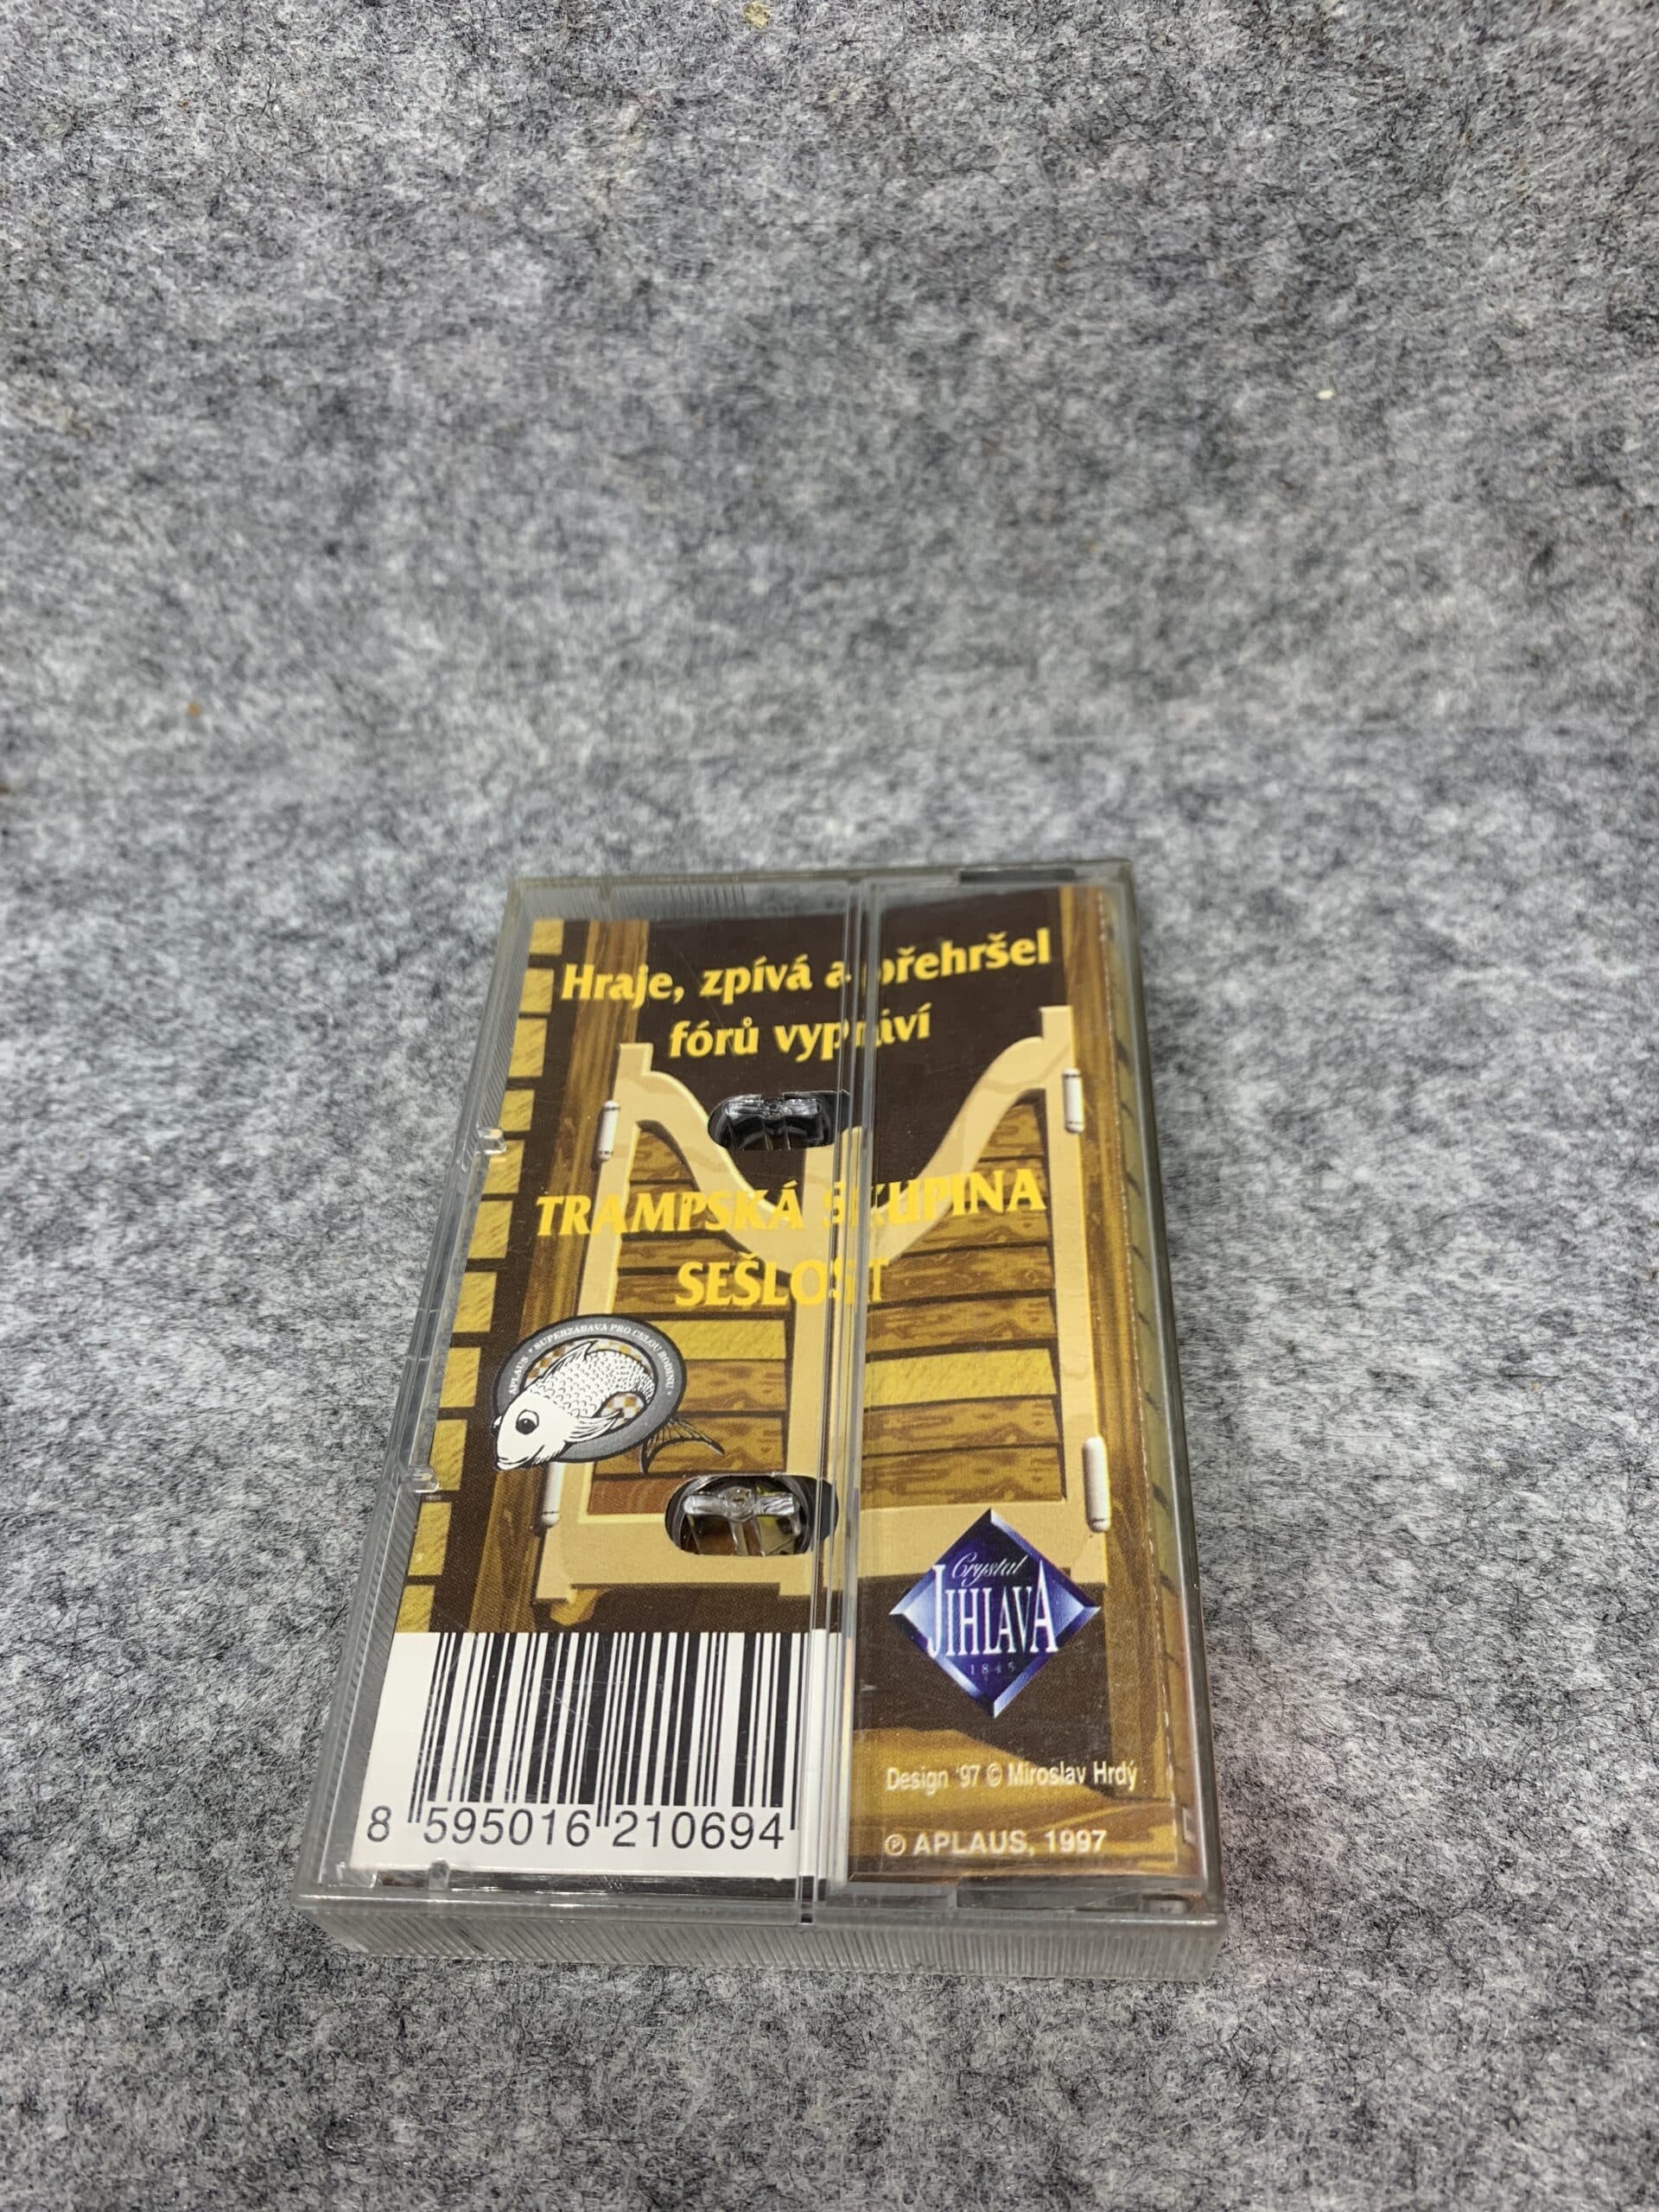 Hraje, zpívá a přehršel
fórů vypráví
TRAMPSKÁ SKUPINA
SEŠLOST
APLAUS • SUPERZÁBAVA PRO CELOU RODINU •
Crystal
JIHLAVA
1845
Design '97 © Miroslav Hrdý
℗ APLAUS, 1997
8 595016 210694